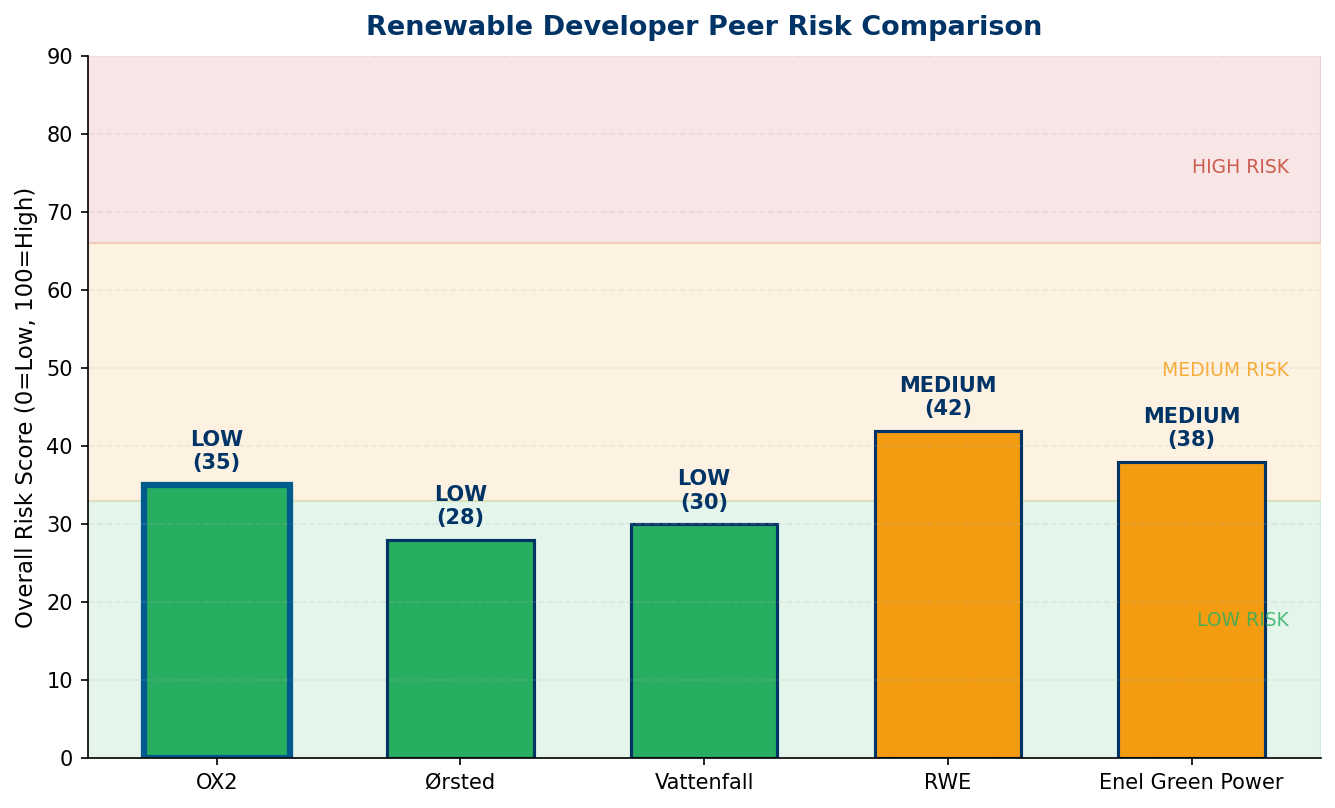 Renewable Developer Peer Risk Comparison
Overall Risk Score (0=Low, 100=High)
90
80
70
60
50
40
30
20
10
0
HIGH RISK
MEDIUM RISK
LOW RISK
LOW
(35)
LOW
(28)
LOW
(30)
MEDIUM
(42)
MEDIUM
(38)
OX2
Ørsted
Vattenfall
RWE
Enel Green Power